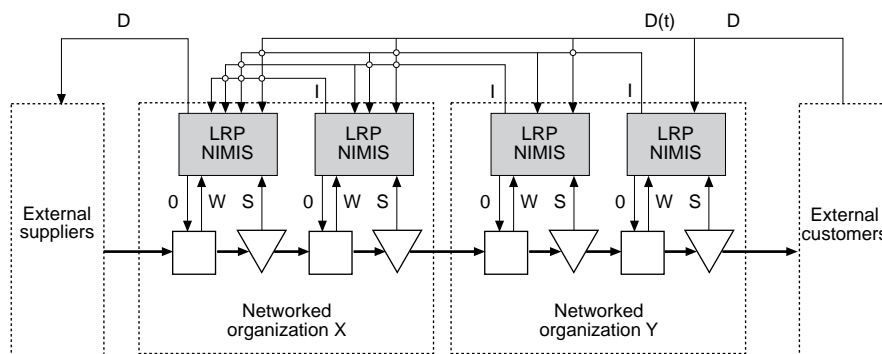 D
D(t)
D
I
I
I
LRP
NIMIS
LRP
NIMIS
LRP
NIMIS
LRP
NIMIS
External
suppliers
0
W
S
0
W
S
0
W
S
0
W
S
External
customers
Networked
organization X
Networked
organization Y